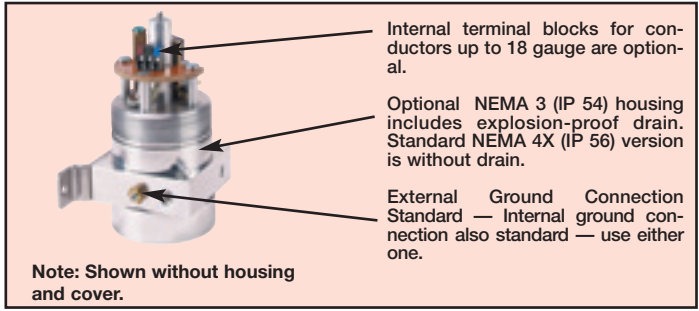 Internal terminal blocks for con-
ductors up to 18 gauge are option-
al.
Optional NEMA 3 (IP 54) housing
includes explosion-proof drain.
Standard NEMA 4X (IP 56) version
is without drain.
External Ground Connection
Standard — Internal ground con-
nection also standard — use either
one.
Note: Shown without housing
and cover.